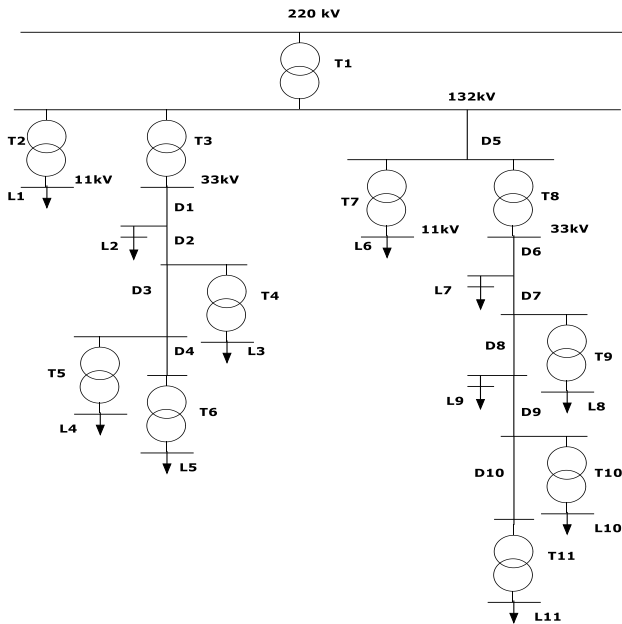 220 kV
T1
132kV
T2
T3
D5
T7
T8
L1
11kV
33kV
D1
L2
D2
L6
11kV
33kV
D6
D3
T4
L7
D7
L3
D8
T9
T5
D4
L9
L8
T6
D9
L4
L5
D10
T10
L10
T11
L11